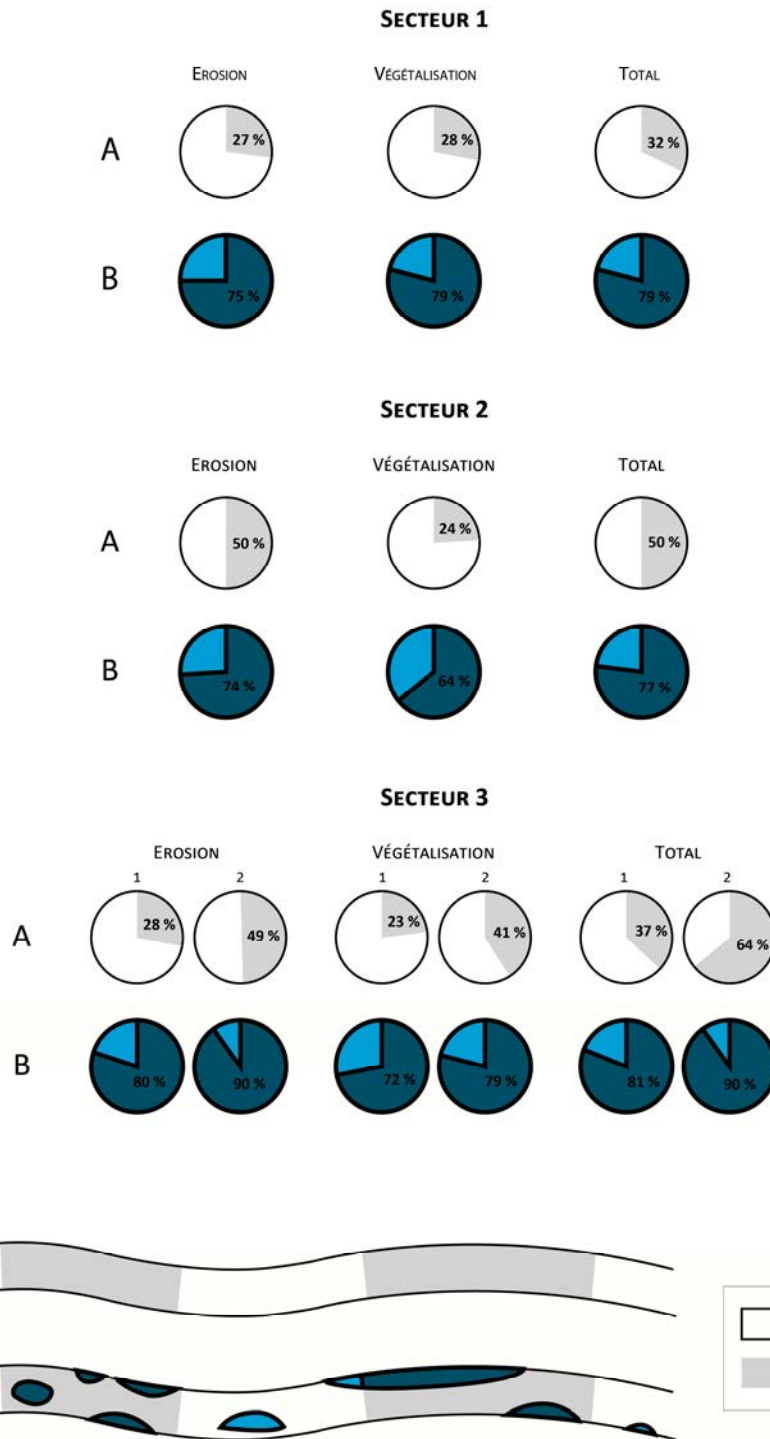 SECTEUR 1
EROSION VÉGÉTALISATION TOTAL
A 27 % 28 % 32 %
B 75 % 79 % 79 %
SECTEUR 2
EROSION VÉGÉTALISATION TOTAL
A 50 % 24 % 50 %
B 74 % 64 % 77 %
SECTEUR 3
EROSION VÉGÉTALISATION TOTAL
1 2 1 2 1 2
A 28 % 49 % 23 % 41 % 37 % 64 %
B 80 % 90 % 72 % 79 % 81 % 90 %